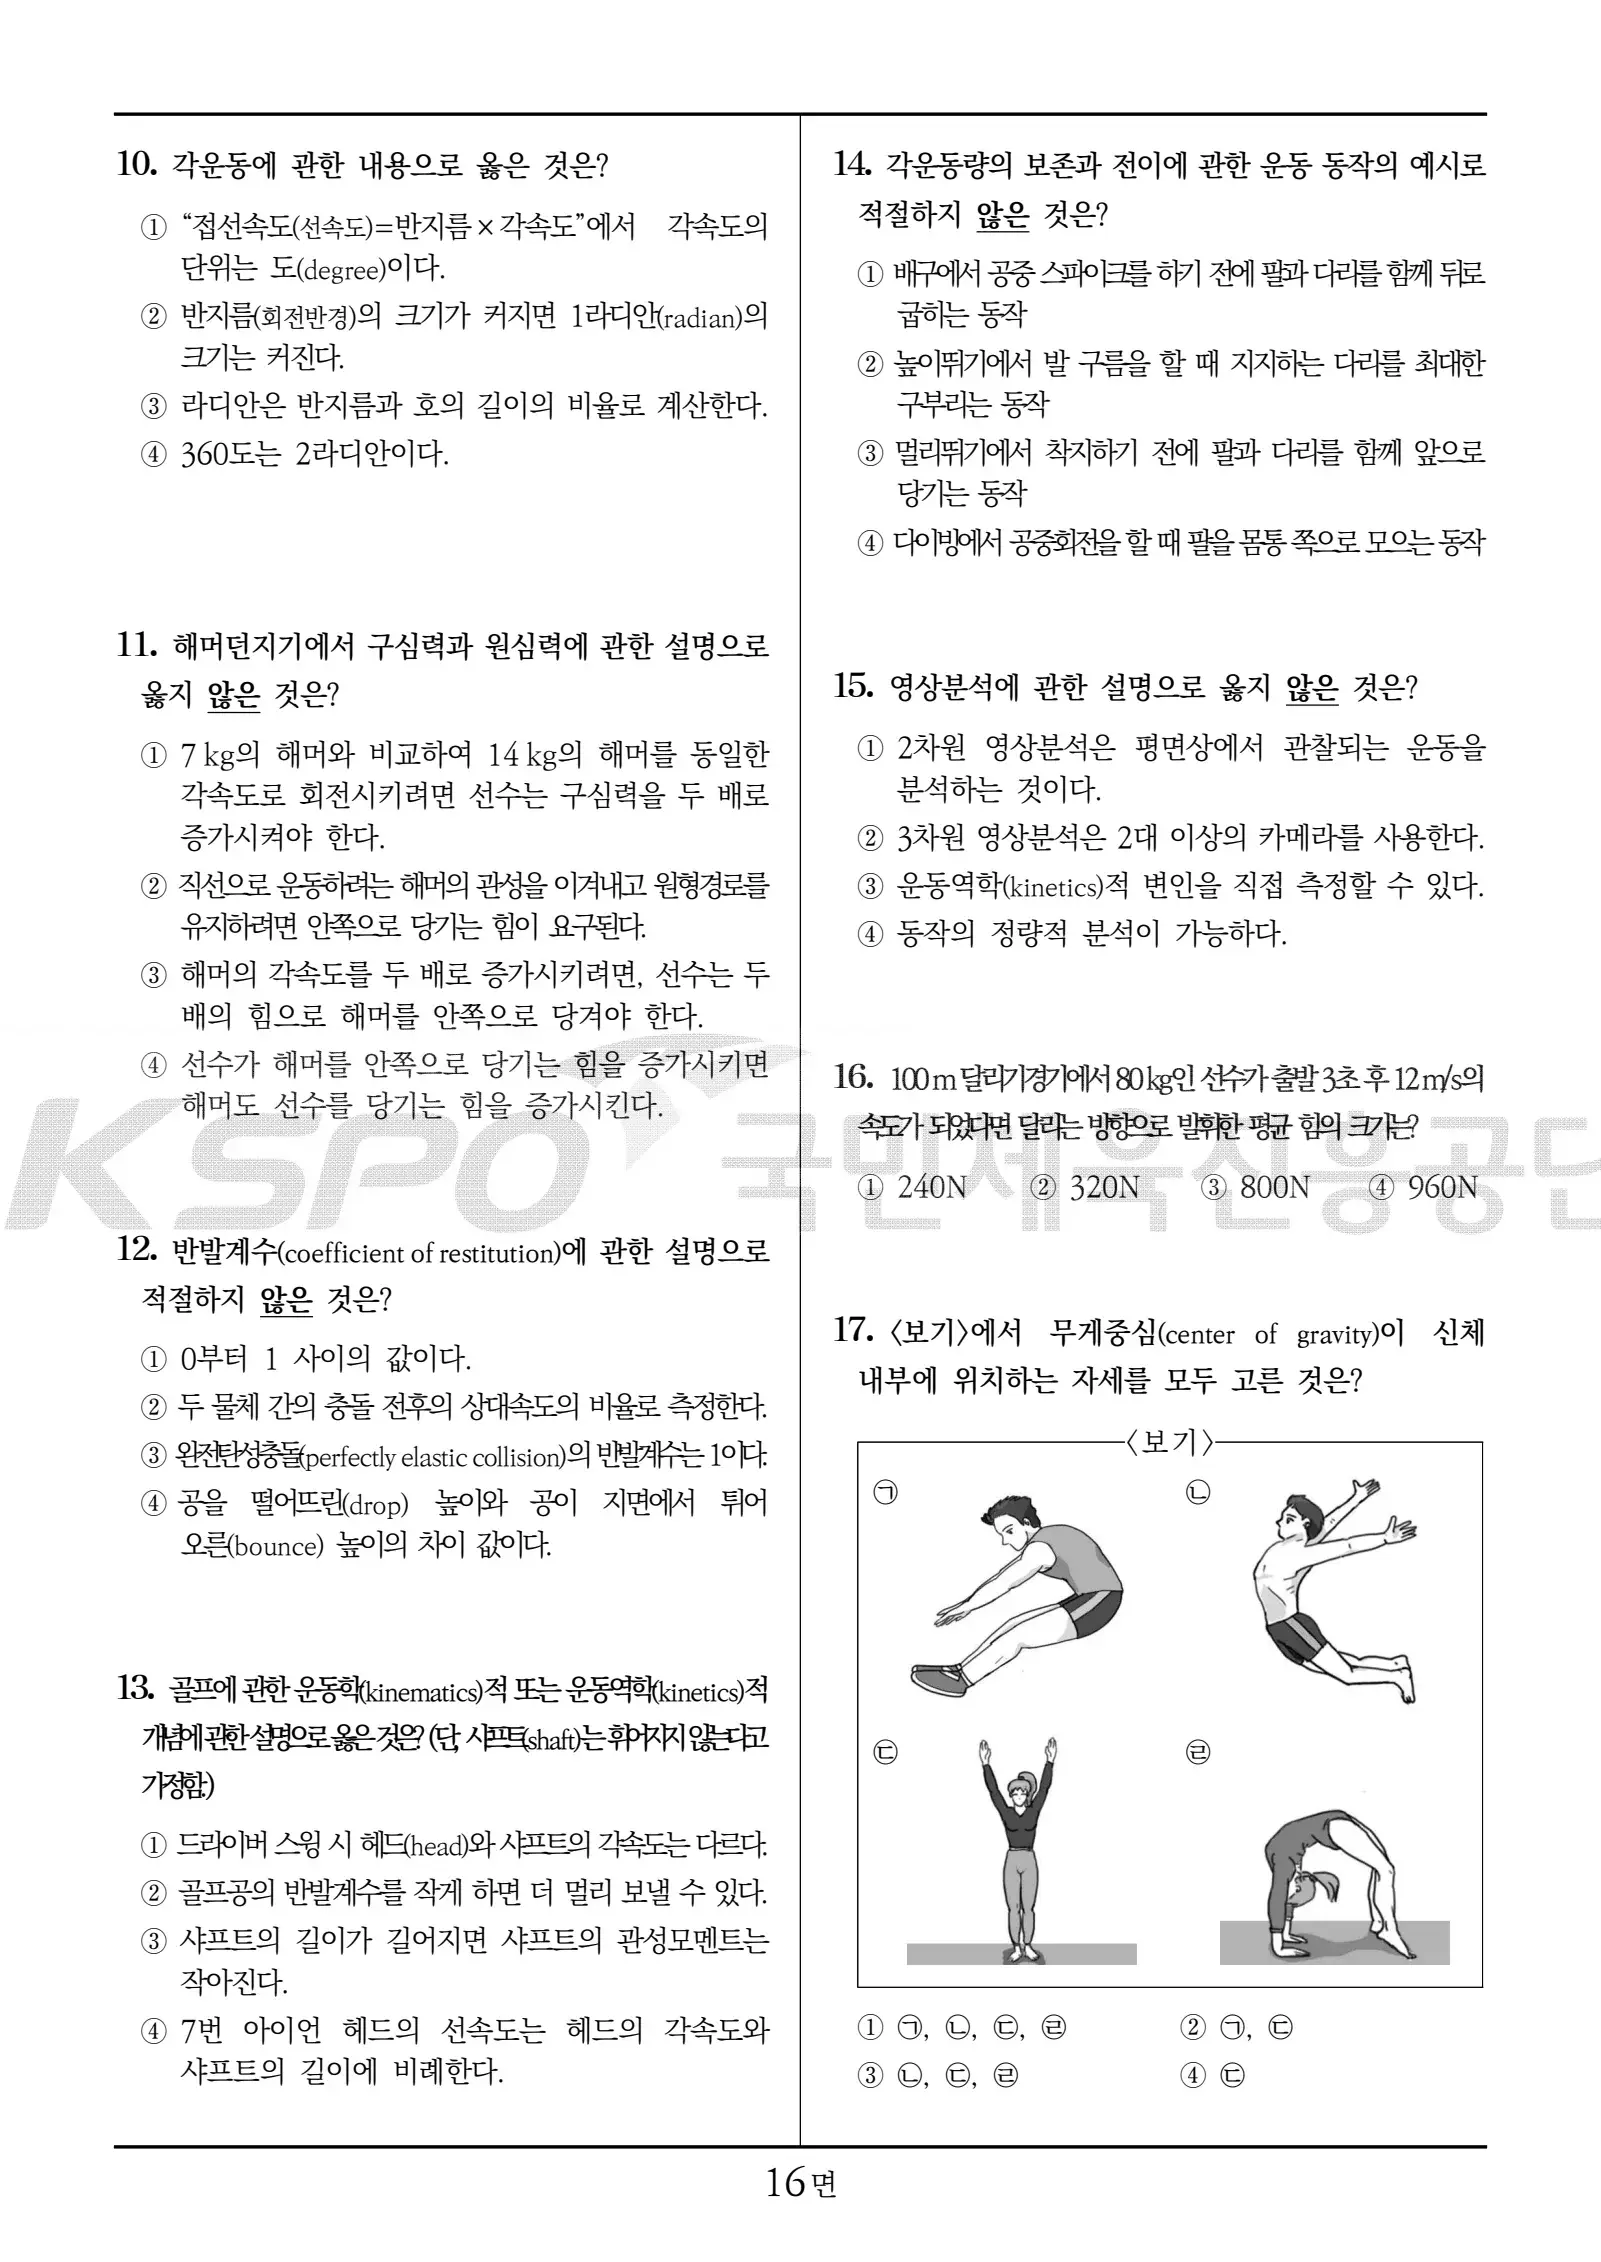 10. 각운동에 관한 내용으로 옳은 것은?
① “접선속도(선속도)=반지름×각속도”에서 각속도의
단위는 도(degree)이다.
② 반지름(회전반경)의 크기가 커지면 1라디안(radian)의
크기는 커진다.
③ 라디안은 반지름과 호의 길이의 비율로 계산한다.
④ 360도는 2라디안이다.
11. 해머던지기에서 구심력과 원심력에 관한 설명으로
옳지 않은 것은?
① 7 kg의 해머와 비교하여 14 kg의 해머를 동일한
각속도로 회전시키려면 선수는 구심력을 두 배로
증가시켜야 한다.
② 직선으로 운동하려는 해머의 관성을 이겨내고 원형경로를
유지하려면 안쪽으로 당기는 힘이 요구된다.
③ 해머의 각속도를 두 배로 증가시키려면, 선수는 두
배의 힘으로 해머를 안쪽으로 당겨야 한다.
④ 선수가 해머를 안쪽으로 당기는 힘을 증가시키면
해머도 선수를 당기는 힘을 증가시킨다.
12. 반발계수(coefficient of restitution)에 관한 설명으로
적절하지 않은 것은?
① 0부터 1 사이의 값이다.
② 두 물체 간의 충돌 전후의 상대속도의 비율로 측정한다.
③ 완전탄성충돌(perfectly elastic collision)의 반발계수는 1이다.
④ 공을 떨어뜨린(drop) 높이와 공이 지면에서 튀어
오른(bounce) 높이의 차이 값이다.
13. 골프에 관한 운동학(kinematics)적 또는 운동역학(kinetics)적
개념에 관한 설명으로 옳은 것은? (단, 샤프트(shaft)는 휘어지지 않는다고
가정함.)
① 드라이버 스윙 시 헤드(head)와 샤프트의 각속도는 다르다.
② 골프공의 반발계수를 작게 하면 더 멀리 보낼 수 있다.
③ 샤프트의 길이가 길어지면 샤프트의 관성모멘트는
작아진다.
④ 7번 아이언 헤드의 선속도는 헤드의 각속도와
샤프트의 길이에 비례한다.
14. 각운동량의 보존과 전이에 관한 운동 동작의 예시로
적절하지 않은 것은?
① 배구에서 공중 스파이크를 하기 전에 팔과 다리를 함께 뒤로
굽히는 동작
② 높이뛰기에서 발 구름을 할 때 지지하는 다리를 최대한
구부리는 동작
③ 멀리뛰기에서 착지하기 전에 팔과 다리를 함께 앞으로
당기는 동작
④ 다이빙에서 공중회전을 할 때 팔을 몸통 쪽으로 모으는 동작
15. 영상분석에 관한 설명으로 옳지 않은 것은?
① 2차원 영상분석은 평면상에서 관찰되는 운동을
분석하는 것이다.
② 3차원 영상분석은 2대 이상의 카메라를 사용한다.
③ 운동역학(kinetics)적 변인을 직접 측정할 수 있다.
④ 동작의 정량적 분석이 가능하다.
16. 100 m 달리기경기에서 80 kg인 선수가 출발 3초 후 12 m/s의
속도가 되었다면 달리는 방향으로 발휘한 평균 힘의 크기는?
① 240N ② 320N ③ 800N ④ 960N
17. 〈보기〉에서 무게중심(center of gravity)이 신체
내부에 위치하는 자세를 모두 고른 것은?
〈보기〉
㉠ ㉡
㉢ ㉣
① ㉠, ㉡, ㉢, ㉣ ② ㉠, ㉢
③ ㉡, ㉢, ㉣ ④ ㉢
KSPO 국민체육진흥공단
16면